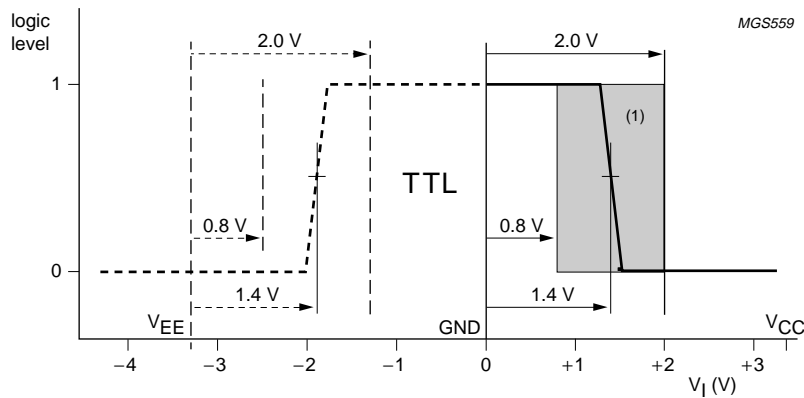 logic
level
MGS559
2.0 V
2.0 V
1
(1)
TTL
0.8 V
0.8 V
0
1.4 V
1.4 V
VEE
GND
VCC
−4
−3
−2
−1
0
+1
+2
+3
VI (V)